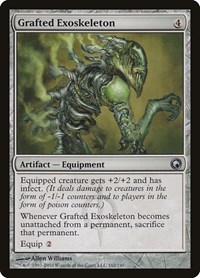 Grafted Exoskeleton 4
Artifact — Equipment
Equipped creature gets +2/+2 and has
infect. (It deals damage to creatures in the
form of -1/-1 counters and to players in the
form of poison counters.)
Whenever Grafted Exoskeleton becomes
unattached from a permanent, sacrifice
that permanent.
Equip 2
Allen Williams